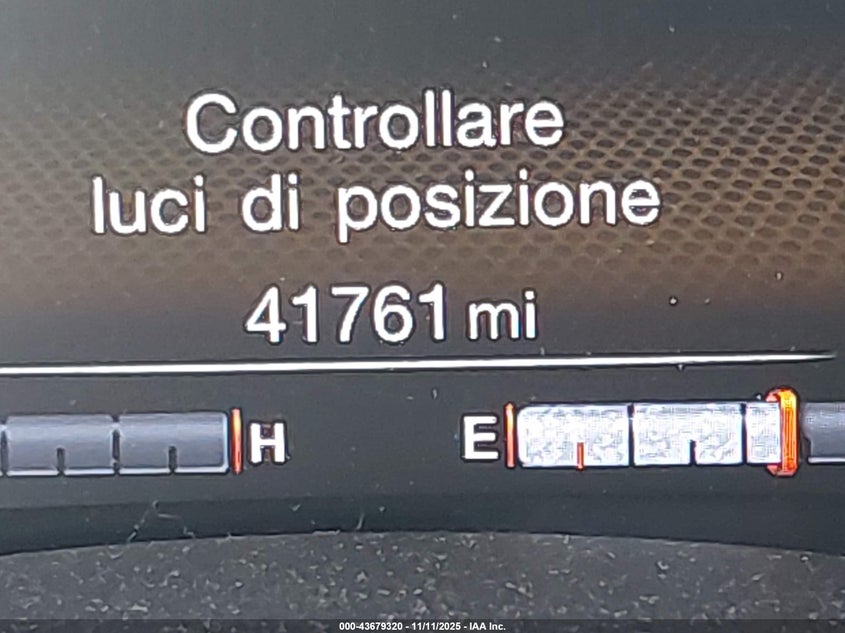 Controllare
luci di posizione
41761 mi
H E
000-43679320 - 11/11/2025 - IAA Inc.